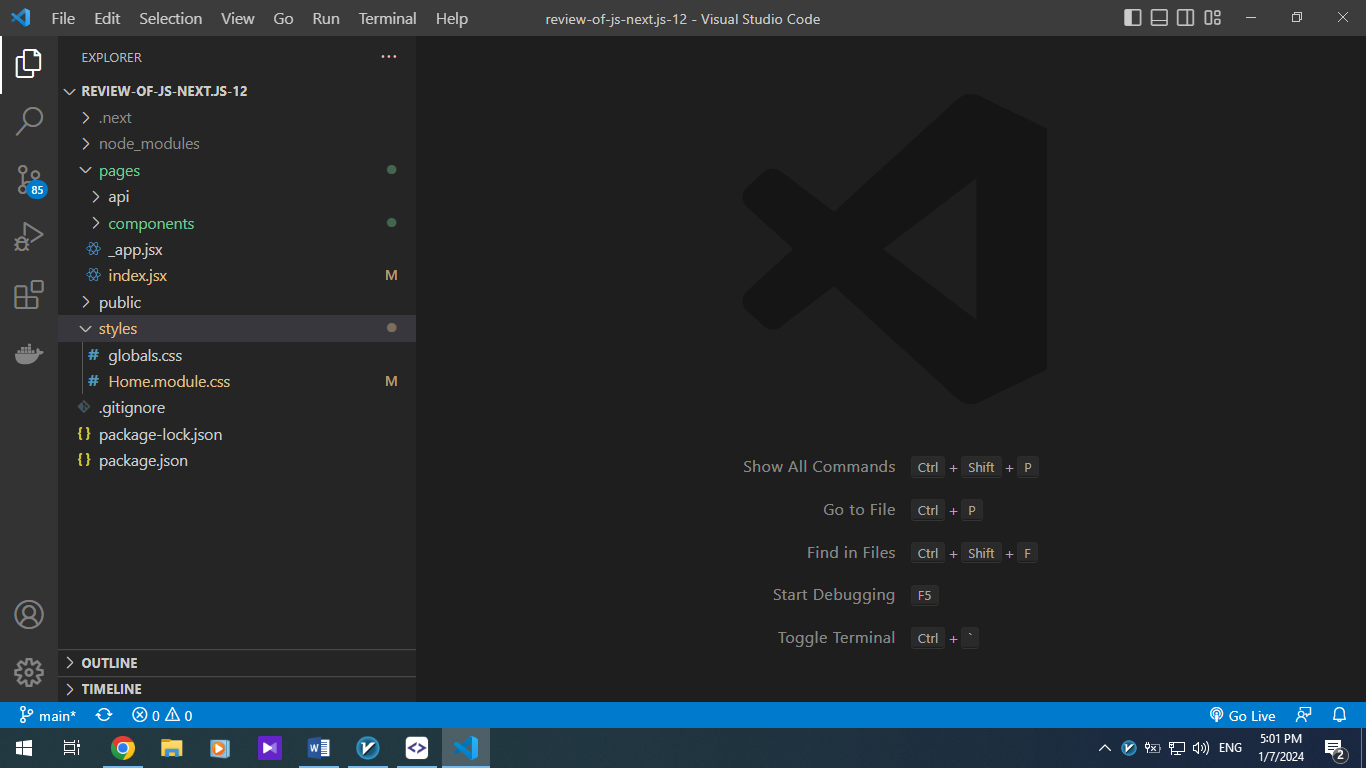 File Edit Selection View Go Run Terminal Help review-of-js-next.js-12 - Visual Studio Code
EXPLORER
REVIEW-OF-JS-NEXT.JS-12
.next
node_modules
pages
api
components
_app.jsx
index.jsx M
public
styles
# globals.css
# Home.module.css M
.gitignore
{} package-lock.json
{} package.json
85
Show All Commands Ctrl + Shift + P
Go to File Ctrl + P
Find in Files Ctrl + Shift + F
Start Debugging F5
Toggle Terminal Ctrl + `
OUTLINE
TIMELINE
main* 0 0 Go Live
ENG 5:01 PM
1/7/2024 2